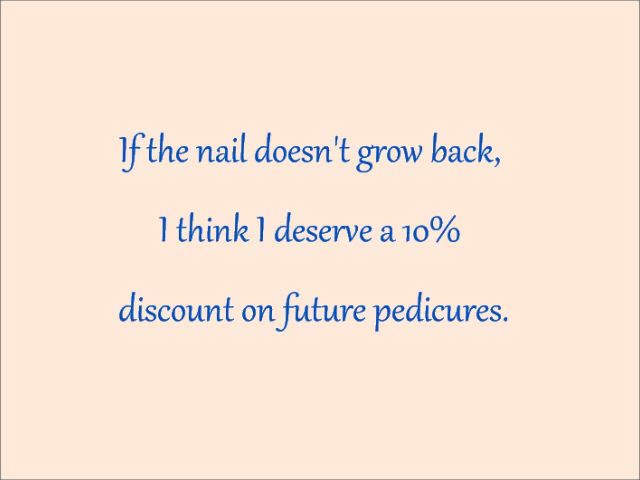 If the nail doesn't grow back,
I think I deserve a 10%
discount on future pedicures.